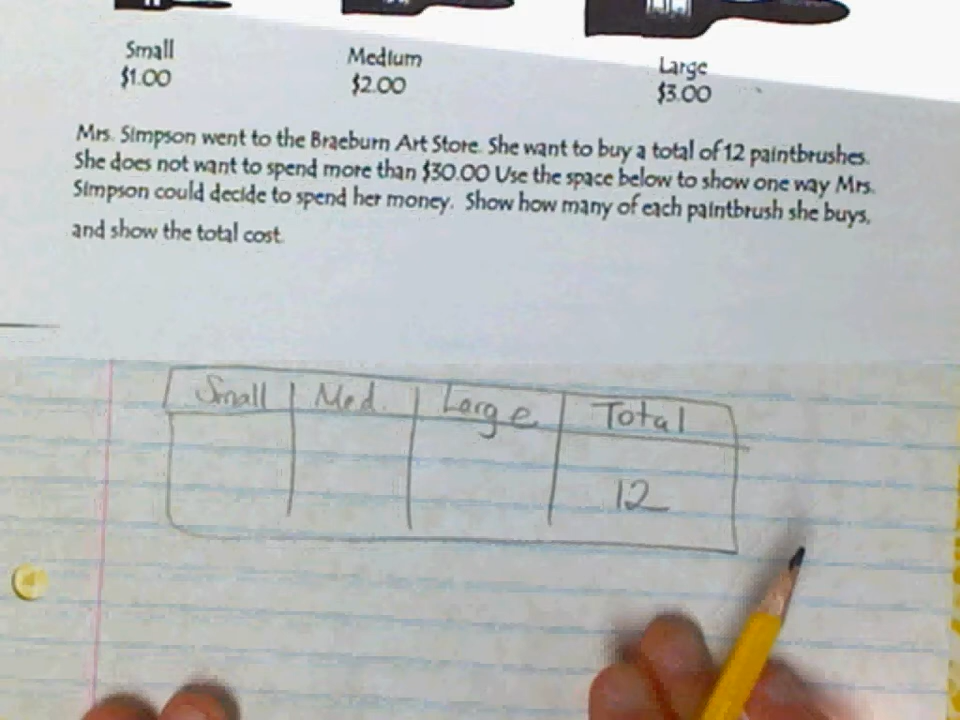 Small Medium Large
$1.00 $2.00 $3.00
Mrs. Simpson went to the Braeburn Art Store. She want to buy a total of 12 paintbrushes.
She does not want to spend more than $30.00 Use the space below to show one way Mrs.
Simpson could decide to spend her money. Show how many of each paintbrush she buys,
and show the total cost.
Small Med. Large Total
12